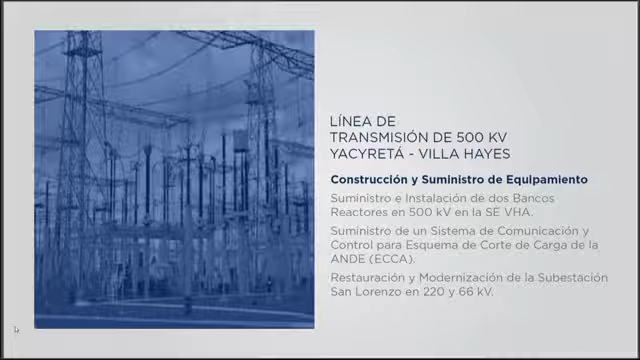 LÍNEA DE
TRANSMISIÓN DE 500 KV
YACYRETÁ - VILLA HAYES
Construcción y Suministro de Equipamiento
Suministro e Instalación de dos Bancos
Reactores en 500 kV en la SE VHA.
Suministro de un Sistema de Comunicación y
Control para Esquema de Corte de Carga de la
ANDE (ECCA).
Restauración y Modernización de la Subestación
San Lorenzo en 220 y 66 kV.